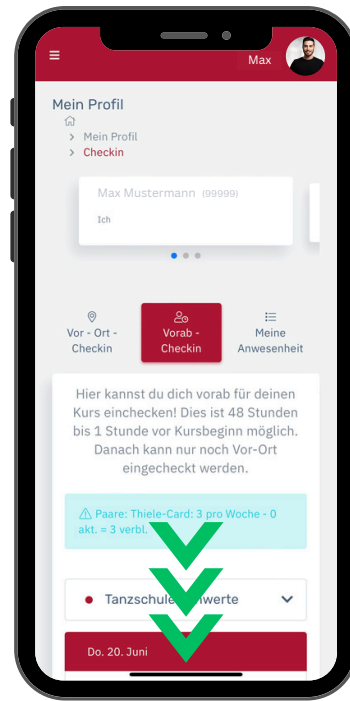 Max
Mein Profil
> Mein Profil
> Checkin
Max Mustermann (99999)
Ich
Vor - Ort -
Checkin
Vorab -
Checkin
Meine
Anwesenheit
Hier kannst du dich vorab für deinen
Kurs einchecken! Dies ist 48 Stunden
bis 1 Stunde vor Kursbeginn möglich.
Danach kann nur noch Vor-Ort
eingecheckt werden.
Paare: Thiele-Card: 3 pro Woche - 0
akt. = 3 verbl.
Do. 20. Juni